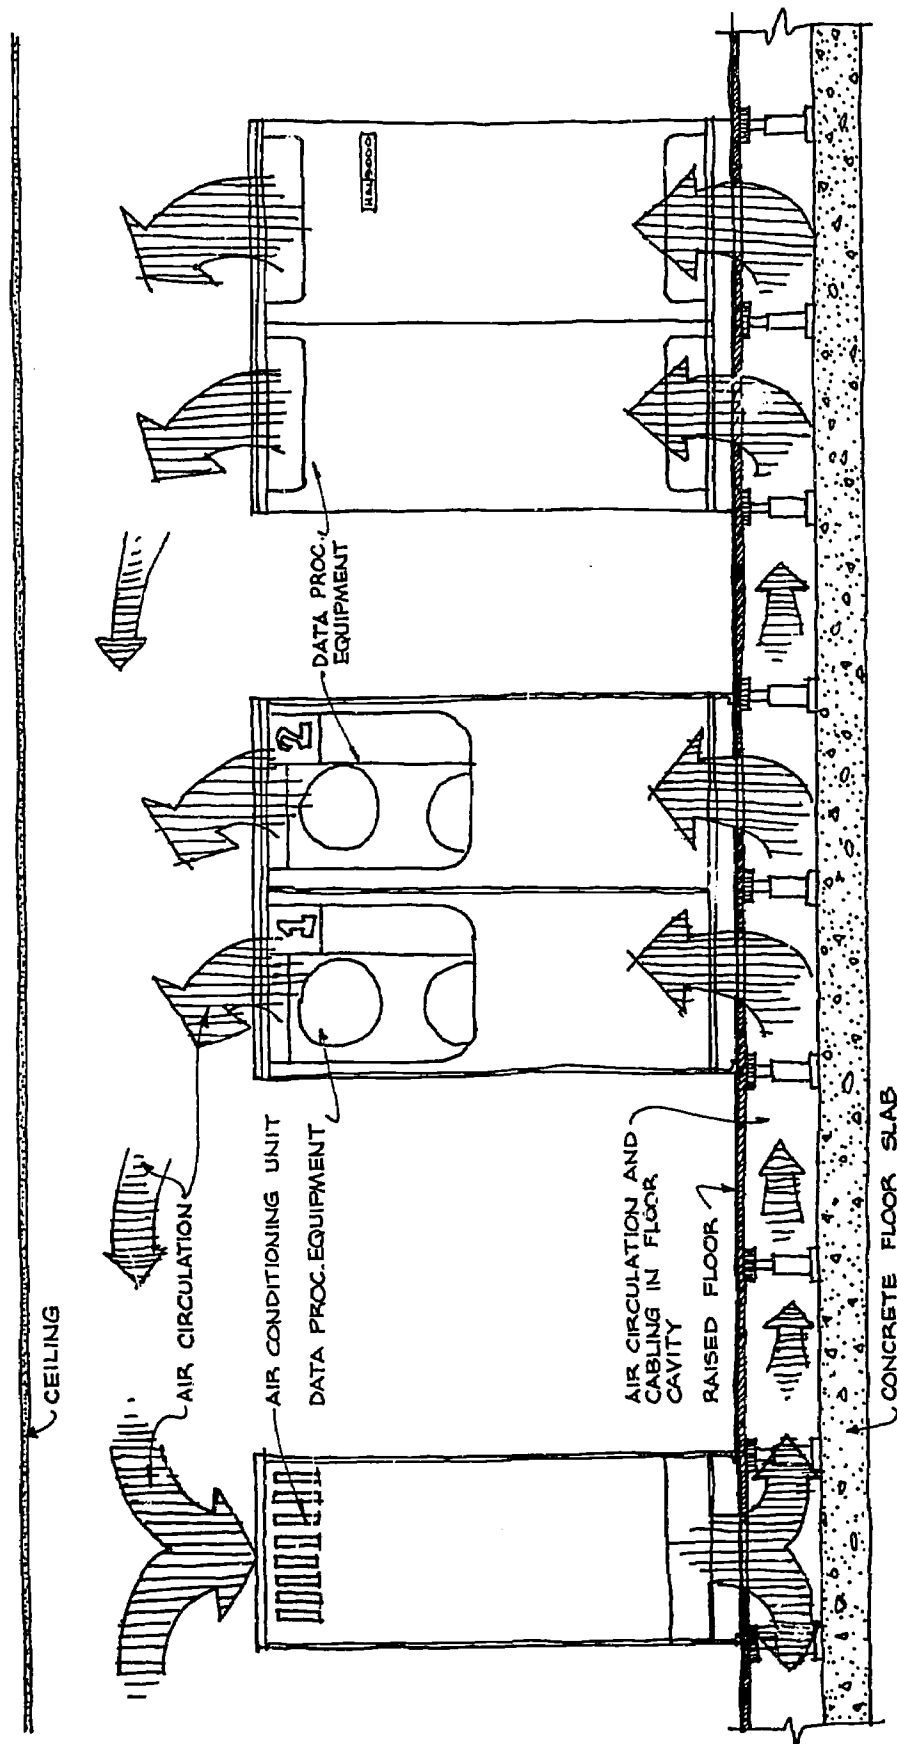 CEILING
AIR CIRCULATION
AIR CONDITIONING UNIT
DATA PROC. EQUIPMENT
1
2
DATA PROC.
EQUIPMENT
AIR CIRCULATION AND
CABLING IN FLOOR
CAVITY
RAISED FLOOR
CONCRETE FLOOR SLAB